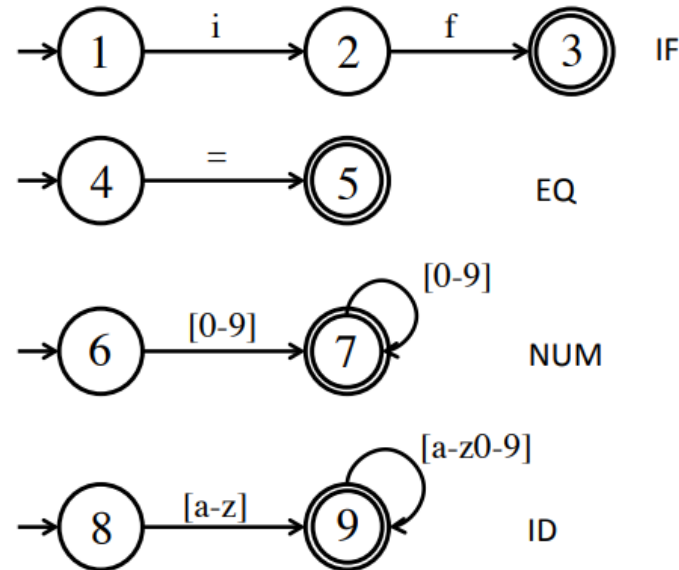 i f
1 2 3 IF
=
4 5 EQ
[0-9]
[0-9]
6 7 NUM
[a-z0-9]
[a-z]
8 9 ID